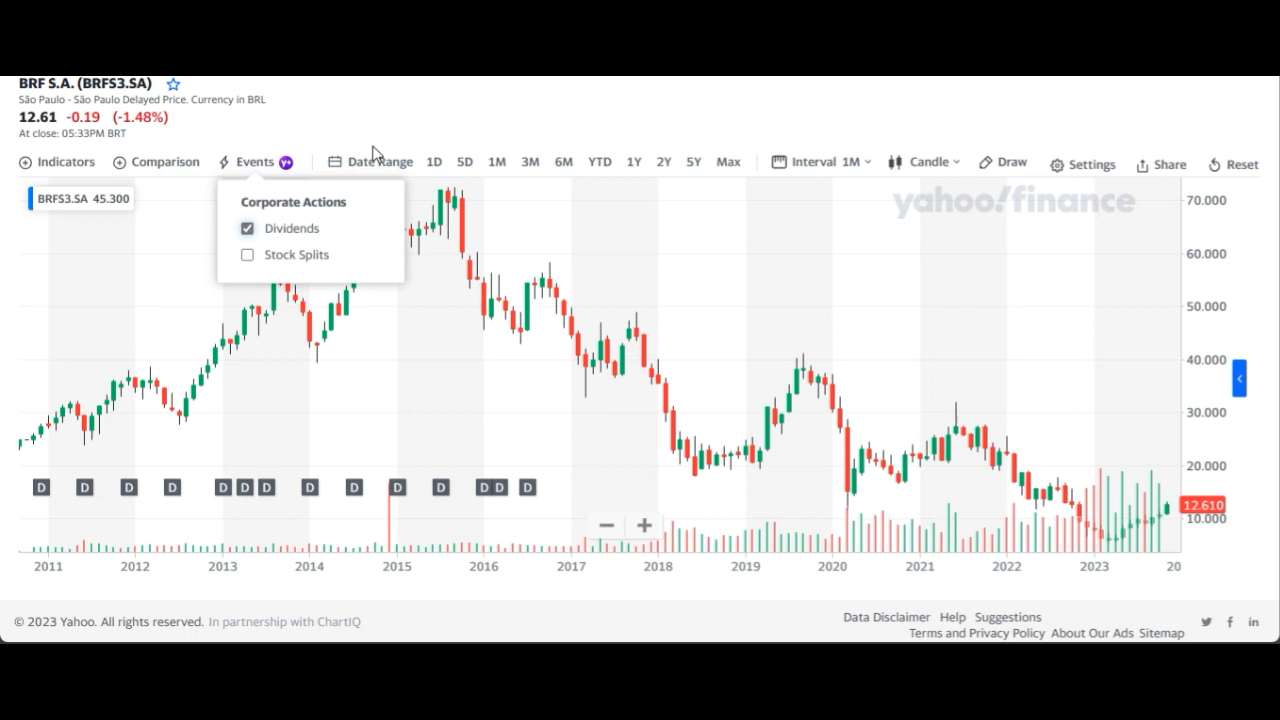 BRF S.A. (BRFS3.SA)
São Paulo - São Paulo Delayed Price. Currency in BRL
12.61 -0.19 (-1.48%)
At close: 05:33PM BRT
Indicators Comparison Events Y+ Date Range 1D 5D 1M 3M 6M YTD 1Y 2Y 5Y Max Interval 1M Candle Draw Settings Share Reset
BRFS3.SA 45.300
yahoo!finance
Corporate Actions
Dividends
Stock Splits
70.000
60.000
50.000
40.000
30.000
20.000
12.610
10.000
D D D D D D D D D D D D D D
2011 2012 2013 2014 2015 2016 2017 2018 2019 2020 2021 2022 2023 20
© 2023 Yahoo. All rights reserved. In partnership with ChartIQ
Data Disclaimer Help Suggestions
Terms and Privacy Policy About Our Ads Sitemap